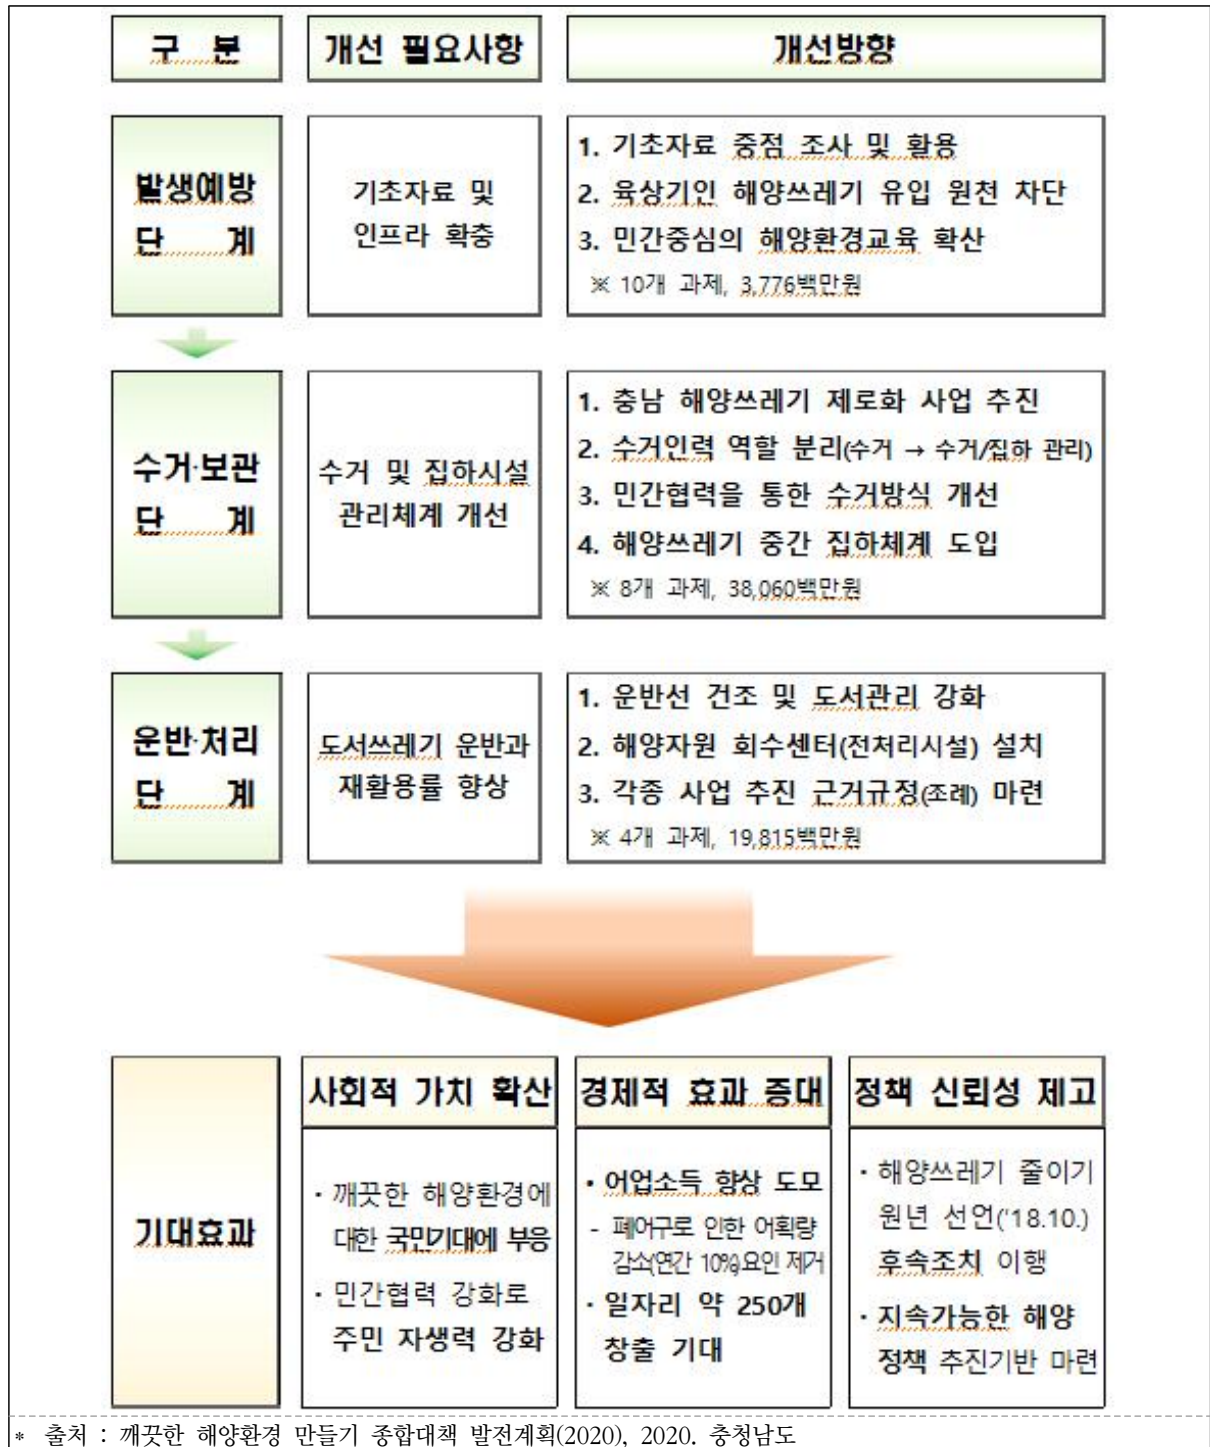 구 분
개선 필요사항
개선방향
발생예방
단 계
기초자료 및
인프라 확충
1. 기초자료 중점 조사 및 활용
2. 육상기인 해양쓰레기 유입 원천 차단
3. 민간중심의 해양환경교육 확산
※ 10개 과제, 3,776백만원
수거·보관
단 계
수거 및 집하시설
관리체계 개선
1. 충남 해양쓰레기 제로화 사업 추진
2. 수거인력 역할 분리(수거 → 수거/집하 관리)
3. 민간협력을 통한 수거방식 개선
4. 해양쓰레기 중간 집하체계 도입
※ 8개 과제, 38,060백만원
운반·처리
단 계
도서쓰레기 운반과
재활용률 향상
1. 운반선 건조 및 도서관리 강화
2. 해양자원 회수센터(전처리시설) 설치
3. 각종 사업 추진 근거규정(조례) 마련
※ 4개 과제, 19,815백만원
기대효과
사회적 가치 확산
· 깨끗한 해양환경에
대한 국민기대에 부응
· 민간협력 강화로
주민 자생력 강화
경제적 효과 증대
· 어업소득 향상 도모
- 폐어구로 인한 어획량
감소(연간 10%)요인 제거
· 일자리 약 250개
창출 기대
정책 신뢰성 제고
· 해양쓰레기 줄이기
원년 선언('18.10.)
후속조치 이행
· 지속가능한 해양
정책 추진기반 마련
* 출처 : 깨끗한 해양환경 만들기 종합대책 발전계획(2020), 2020. 충청남도